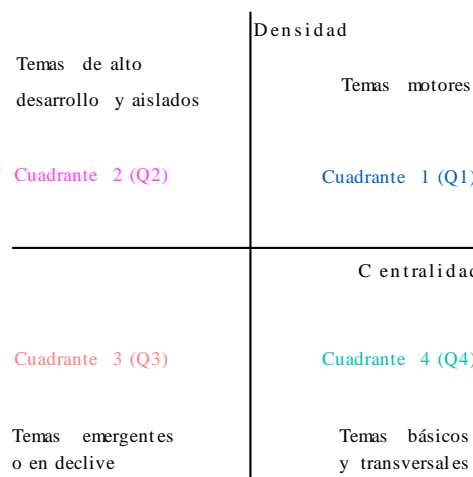 Densidad
Temas de alto
desarrollo y aislados
Temas motores
Cuadrante 2 (Q2)
Cuadrante 1 (Q1)
Centralidad
Cuadrante 3 (Q3)
Cuadrante 4 (Q4)
Temas emergentes
o en declive
Temas básicos
y transversales